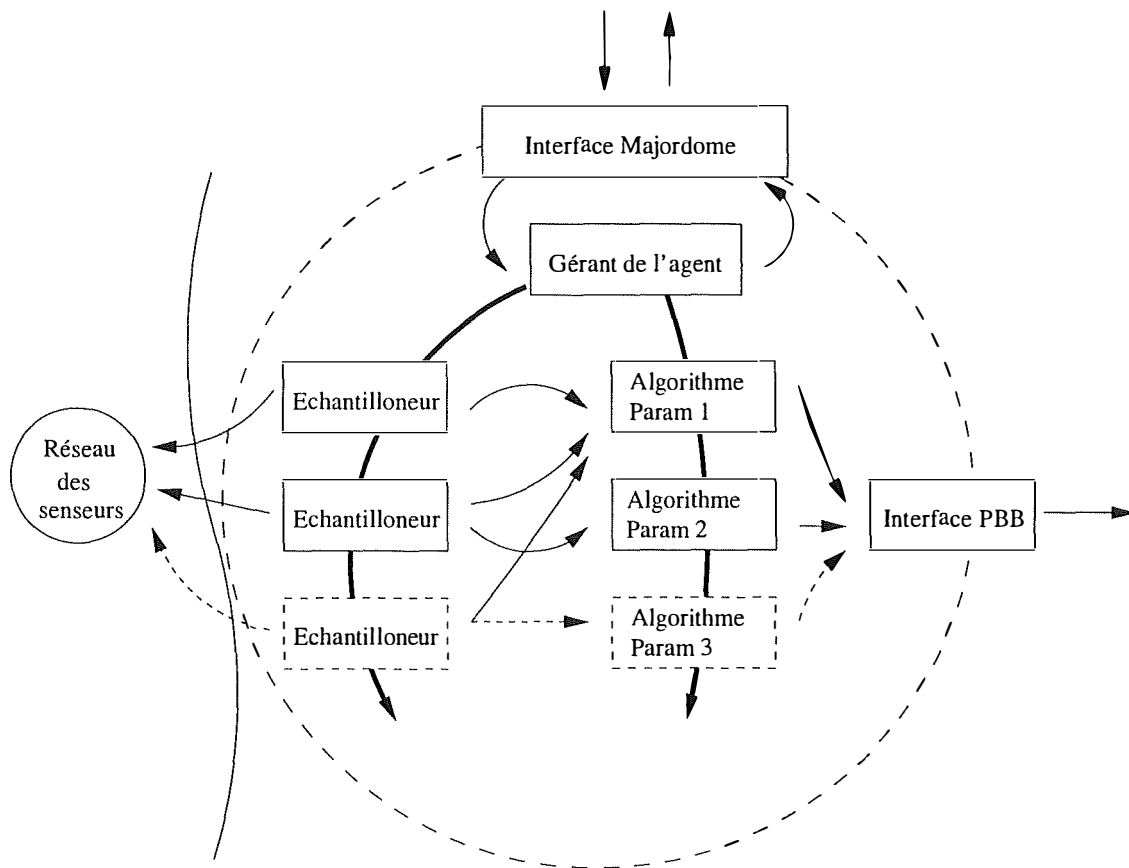 Interface Majordome
Gérant de l'agent
Echantilloneur
Algorithme
Param 1
Réseau
des
senseurs
Echantilloneur
Algorithme
Param 2
Interface PBB
Echantilloneur
Algorithme
Param 3